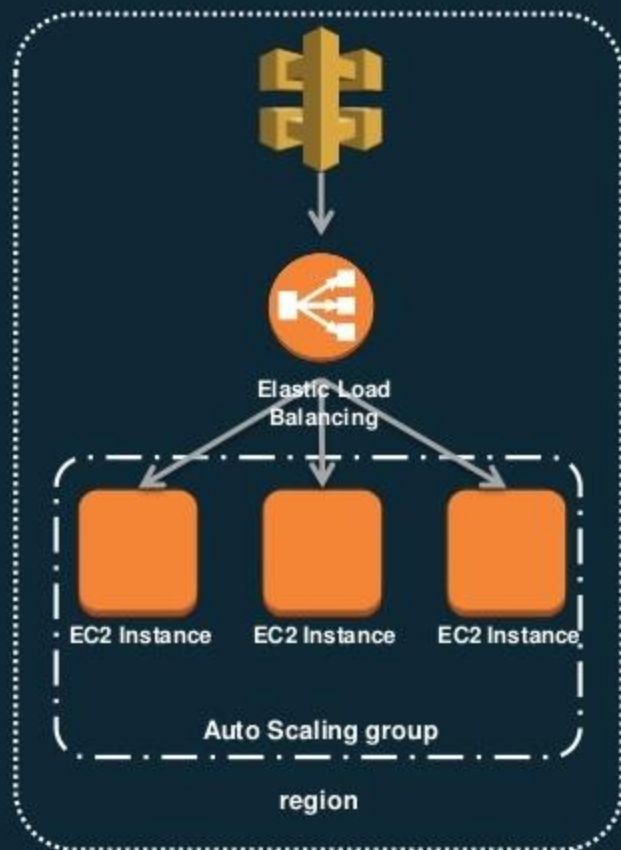 Elastic Load
Balancing
EC2 Instance EC2 Instance EC2 Instance
Auto Scaling group
region